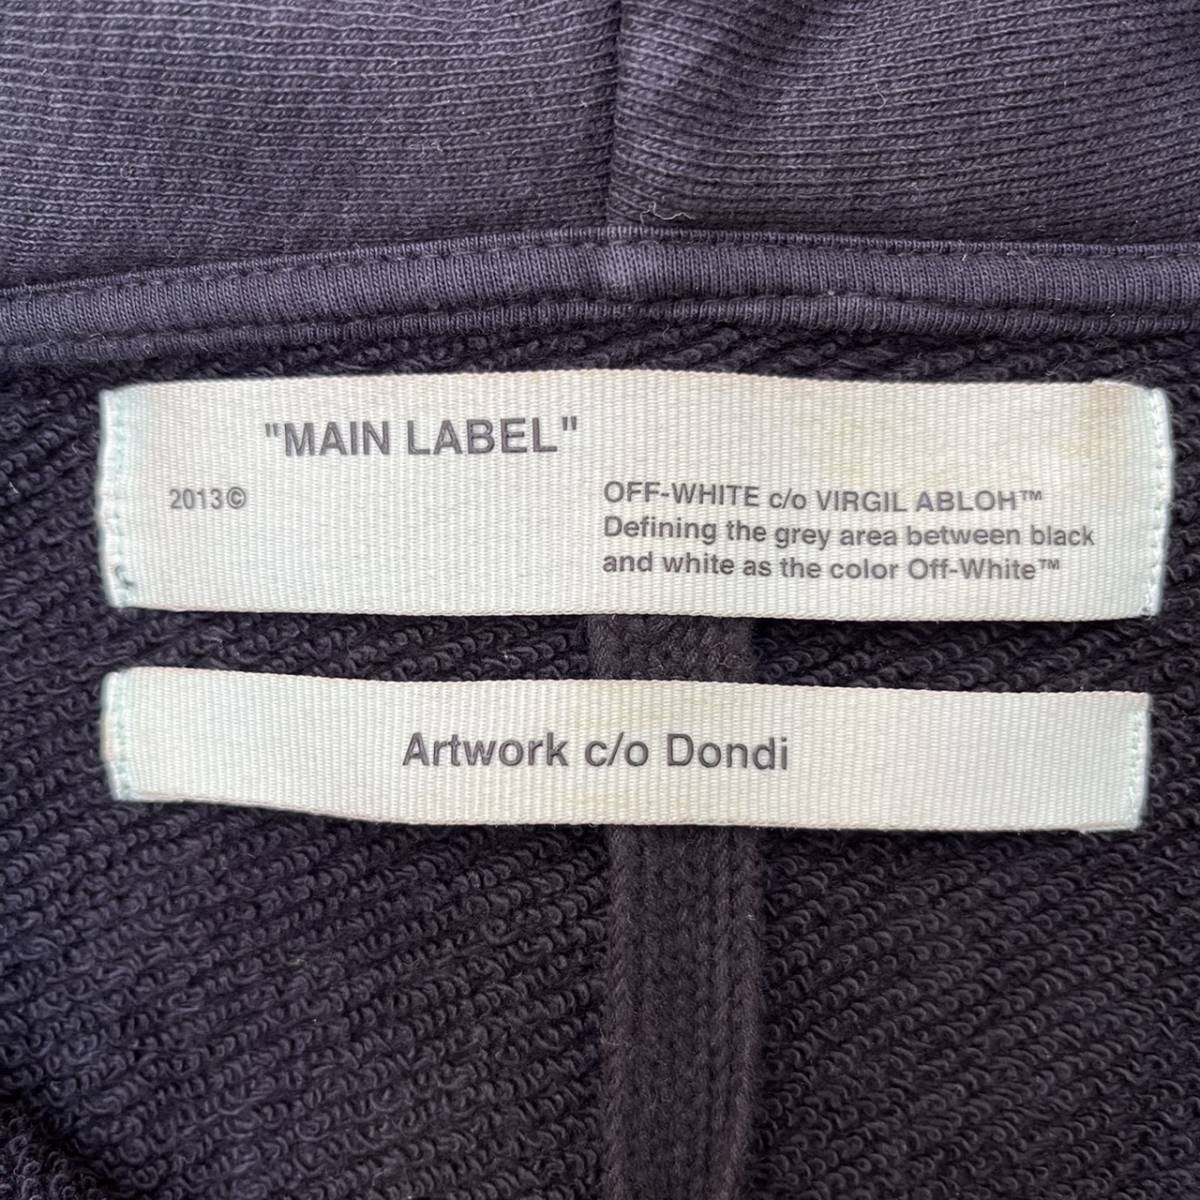 "MAIN LABEL"
2013©
OFF-WHITE c/o VIRGIL ABLOH™
Defining the grey area between black
and white as the color Off-White™
Artwork c/o Dondi